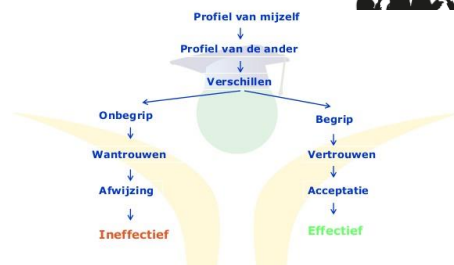 Profiel van mijzelf
Profiel van de ander
Verschillen
Onbegrip
Begrip
Wantrouwen
Vertrouwen
Afwijzing
Acceptatie
Ineffectief
Effectief